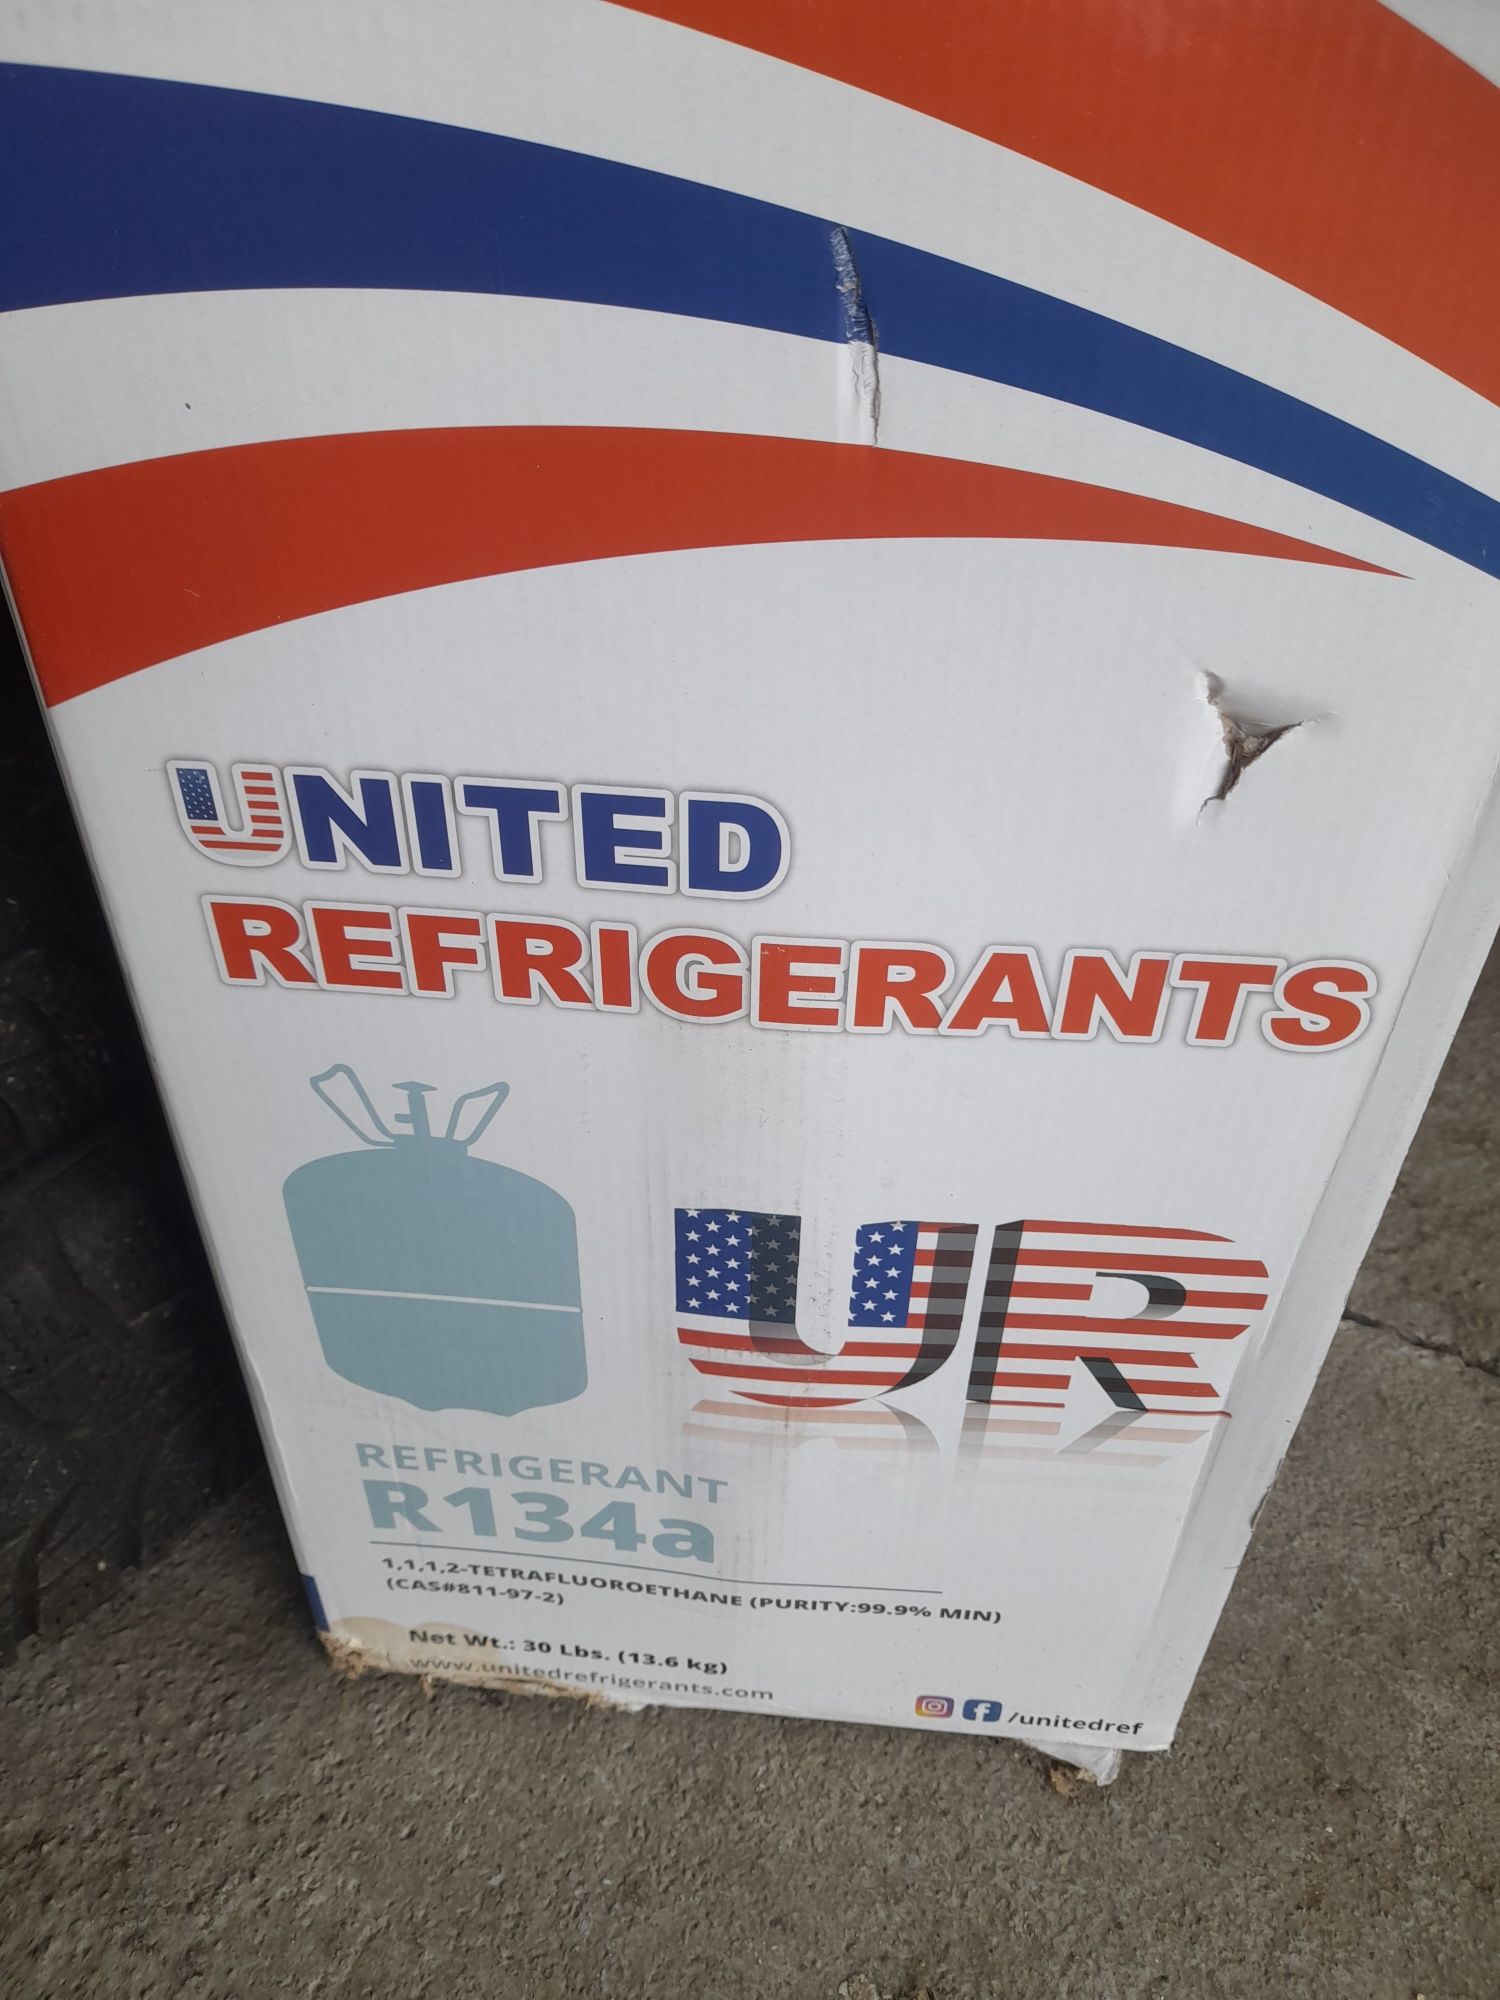 UNITED
REFRIGERANTS
UR
REFRIGERANT
R134a
1,1,1,2-TETRAFLUOROETHANE (PURITY:99.9% MIN)
(CAS#811-97-2)
Net Wt.: 30 Lbs. (13.6 kg)
www.unitedrefrigerants.com
/unitedref